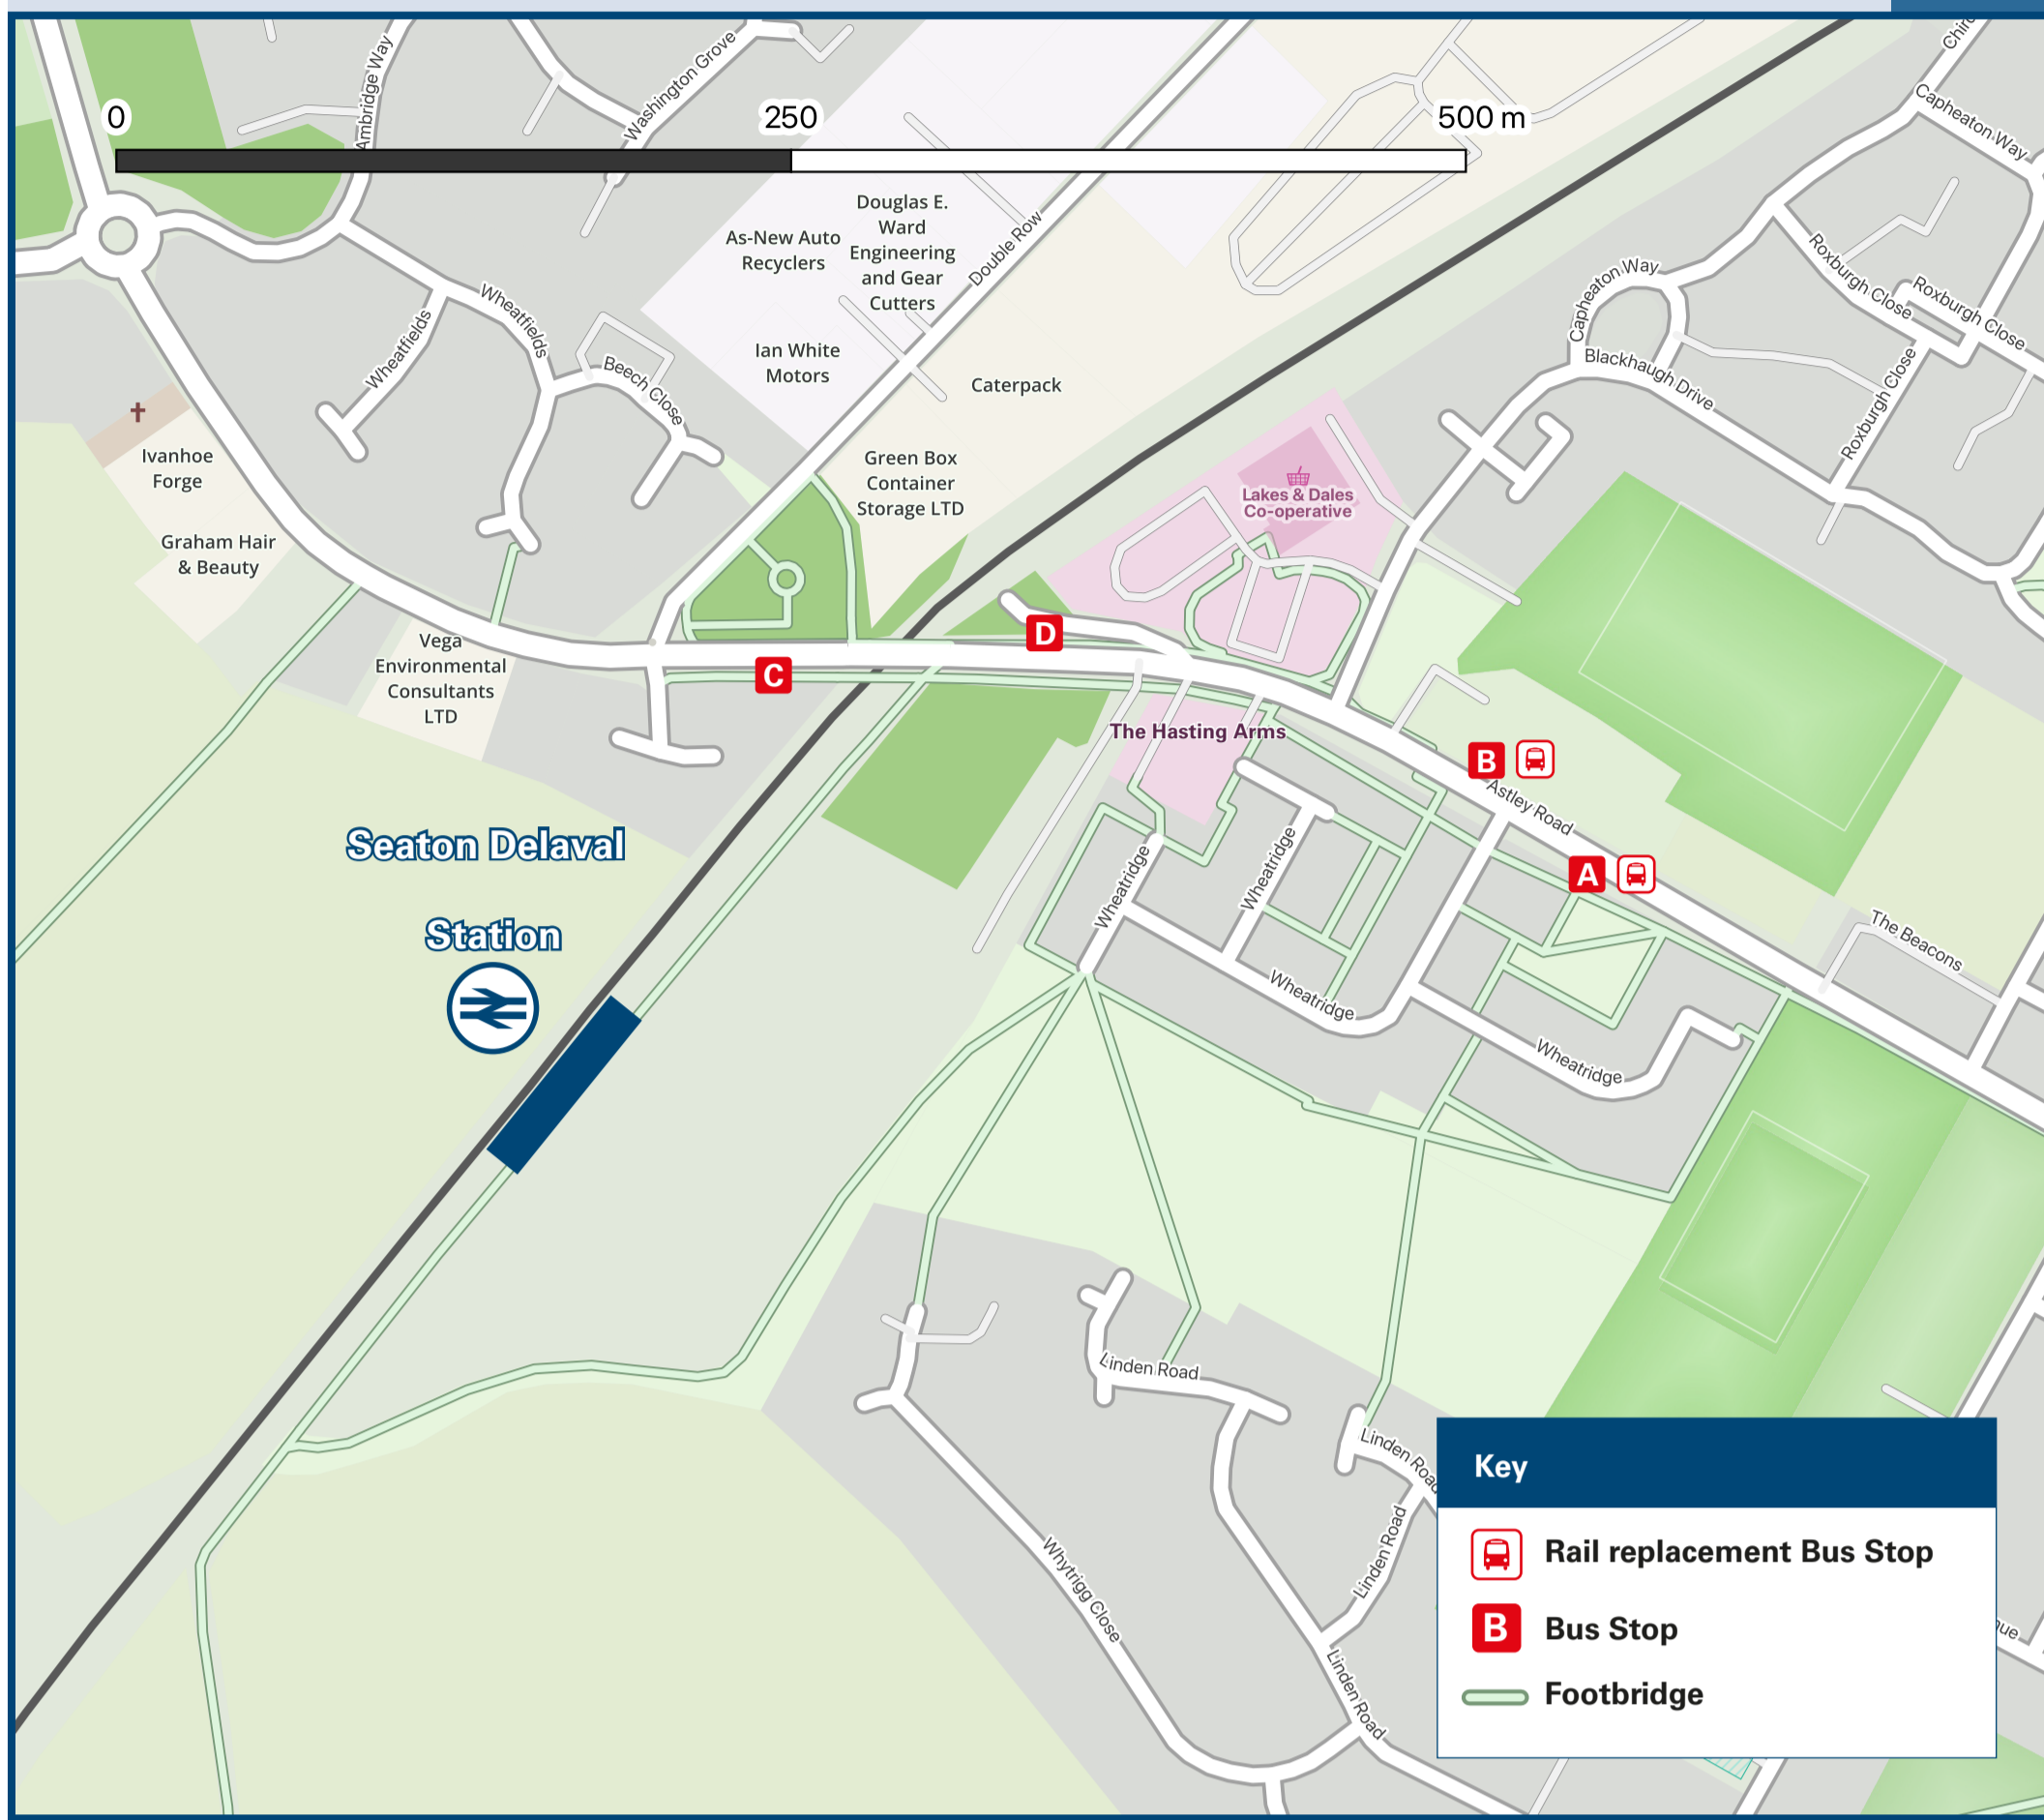 Ambridge Way
Washington Grove
Chirc
Capheaton Way
0
250
500 m
Douglas E.
Ward
Engineering
and Gear
Cutters
As-New Auto
Recyclers
Double Row
Roxburgh Close
Roxburgh Close
Capheaton Way
Wheatfields
Wheatfields
Ian White
Motors
Beech Close
Caterpack
Blackhaugh Drive
Roxburgh Close
Ivanhoe
Forge
Green Box
Container
Storage LTD
Lakes & Dales
Co-operative
Graham Hair
& Beauty
Vega
Environmental
Consultants
LTD
D
C
The Hasting Arms
B
Astley Road
A
Seaton Delaval
Station
Wheatridge
Wheatridge
The Beacons
Wheatridge
Wheatridge
Linden Road
Linden Road
Linden Road
Whytrigg Close
Linden Road
nue
Key
Rail replacement Bus Stop
B Bus Stop
Footbridge